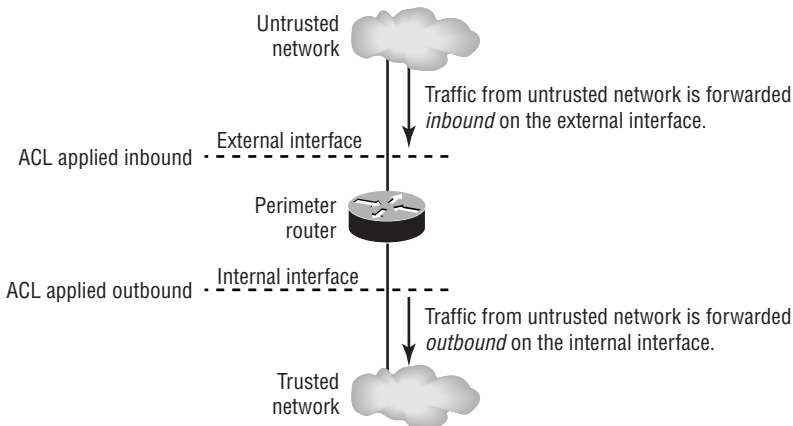 Untrusted
network
Traffic from untrusted network is forwarded
inbound on the external interface.
External interface
ACL applied inbound
Perimeter
router
Internal interface
ACL applied outbound
Traffic from untrusted network is forwarded
outbound on the internal interface.
Trusted
network